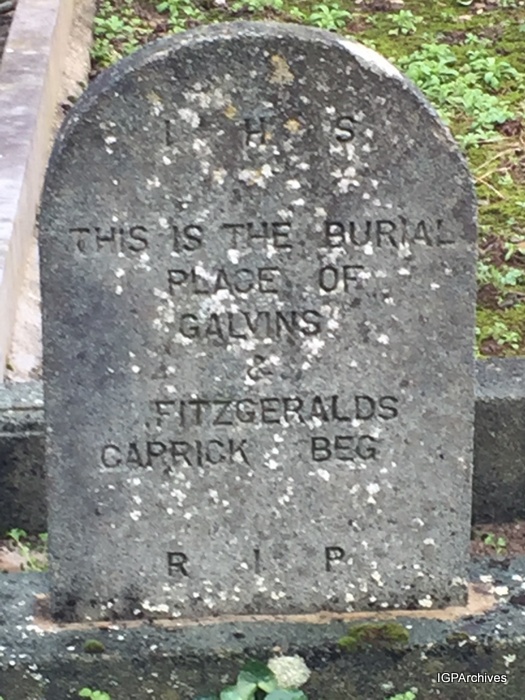 I H S
THIS IS THE BURIAL
PLACE OF
GALVINS
&
FITZGERALDS
CARRICK BEG
R I P
IGPArchives